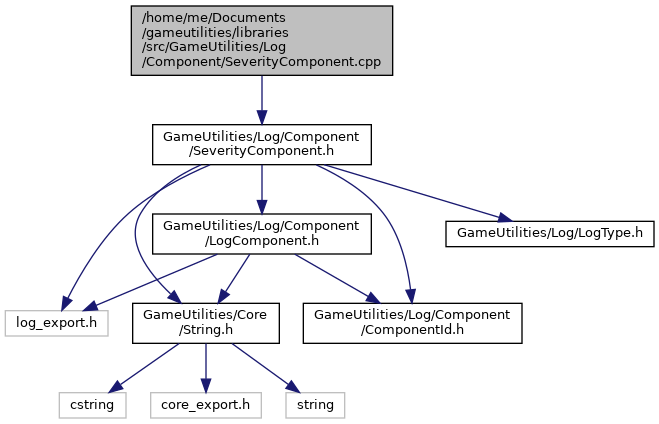 /home/me/Documents
/gameutilities/libraries
/src/GameUtilities/Log
/Component/SeverityComponent.cpp
GameUtilities/Log/Component
/SeverityComponent.h
GameUtilities/Log/Component
/LogComponent.h
GameUtilities/Log/LogType.h
log_export.h
GameUtilities/Core
/String.h
GameUtilities/Log/Component
/ComponentId.h
cstring
core_export.h
string